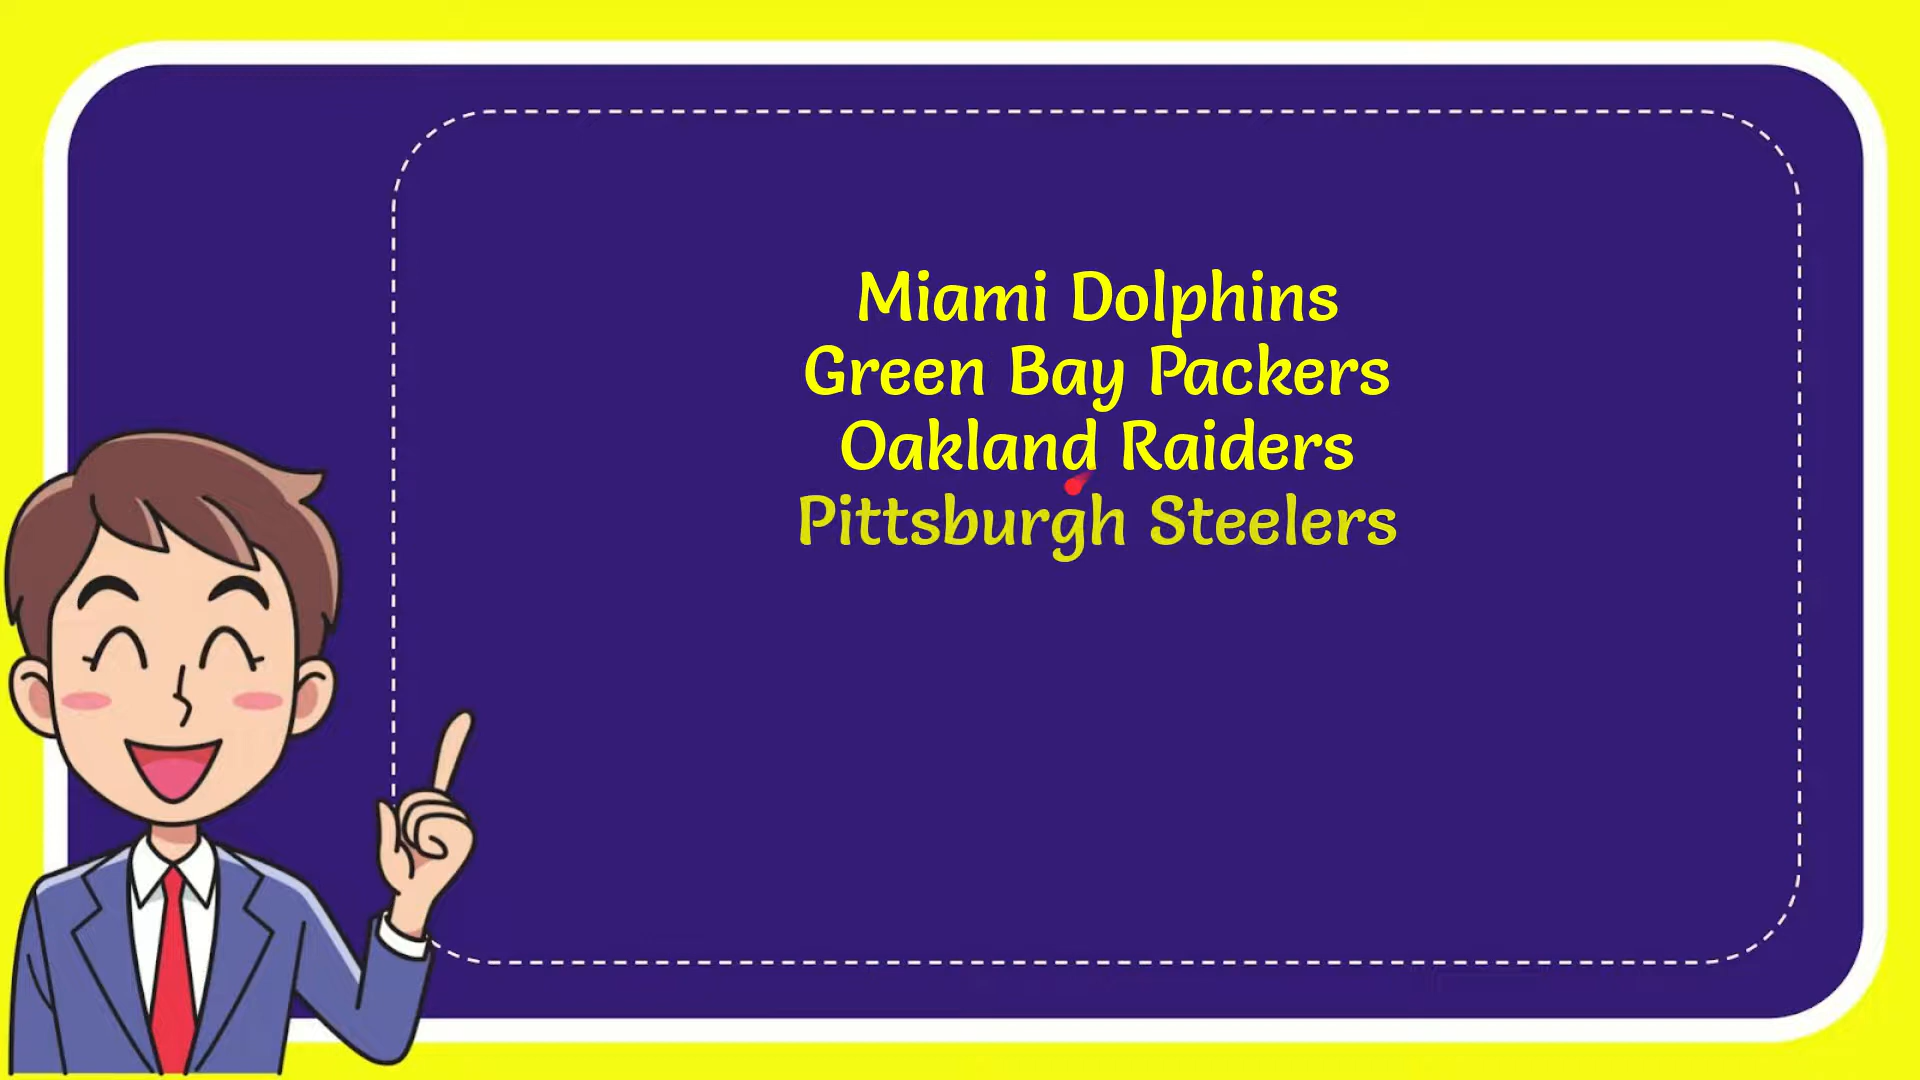 Miami Dolphins
Green Bay Packers
Oakland Raiders
Pittsburgh Steelers